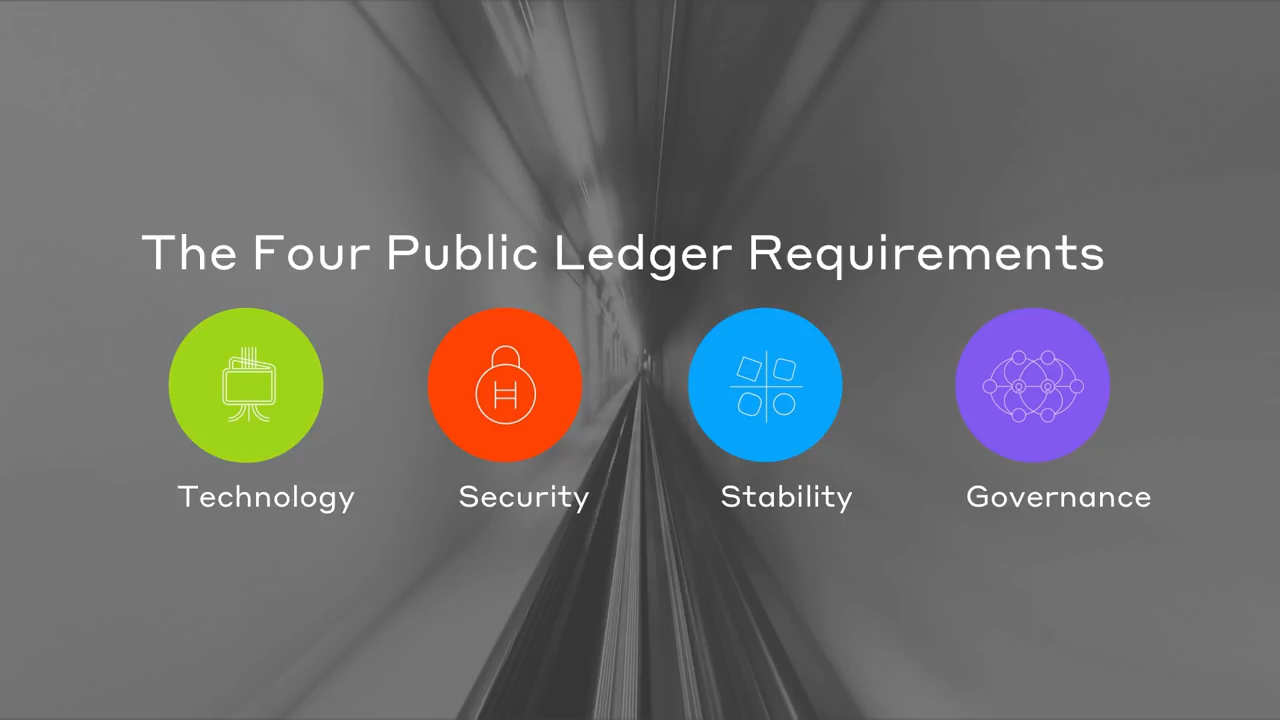 The Four Public Ledger Requirements
H
Technology
Security
Stability
Governance